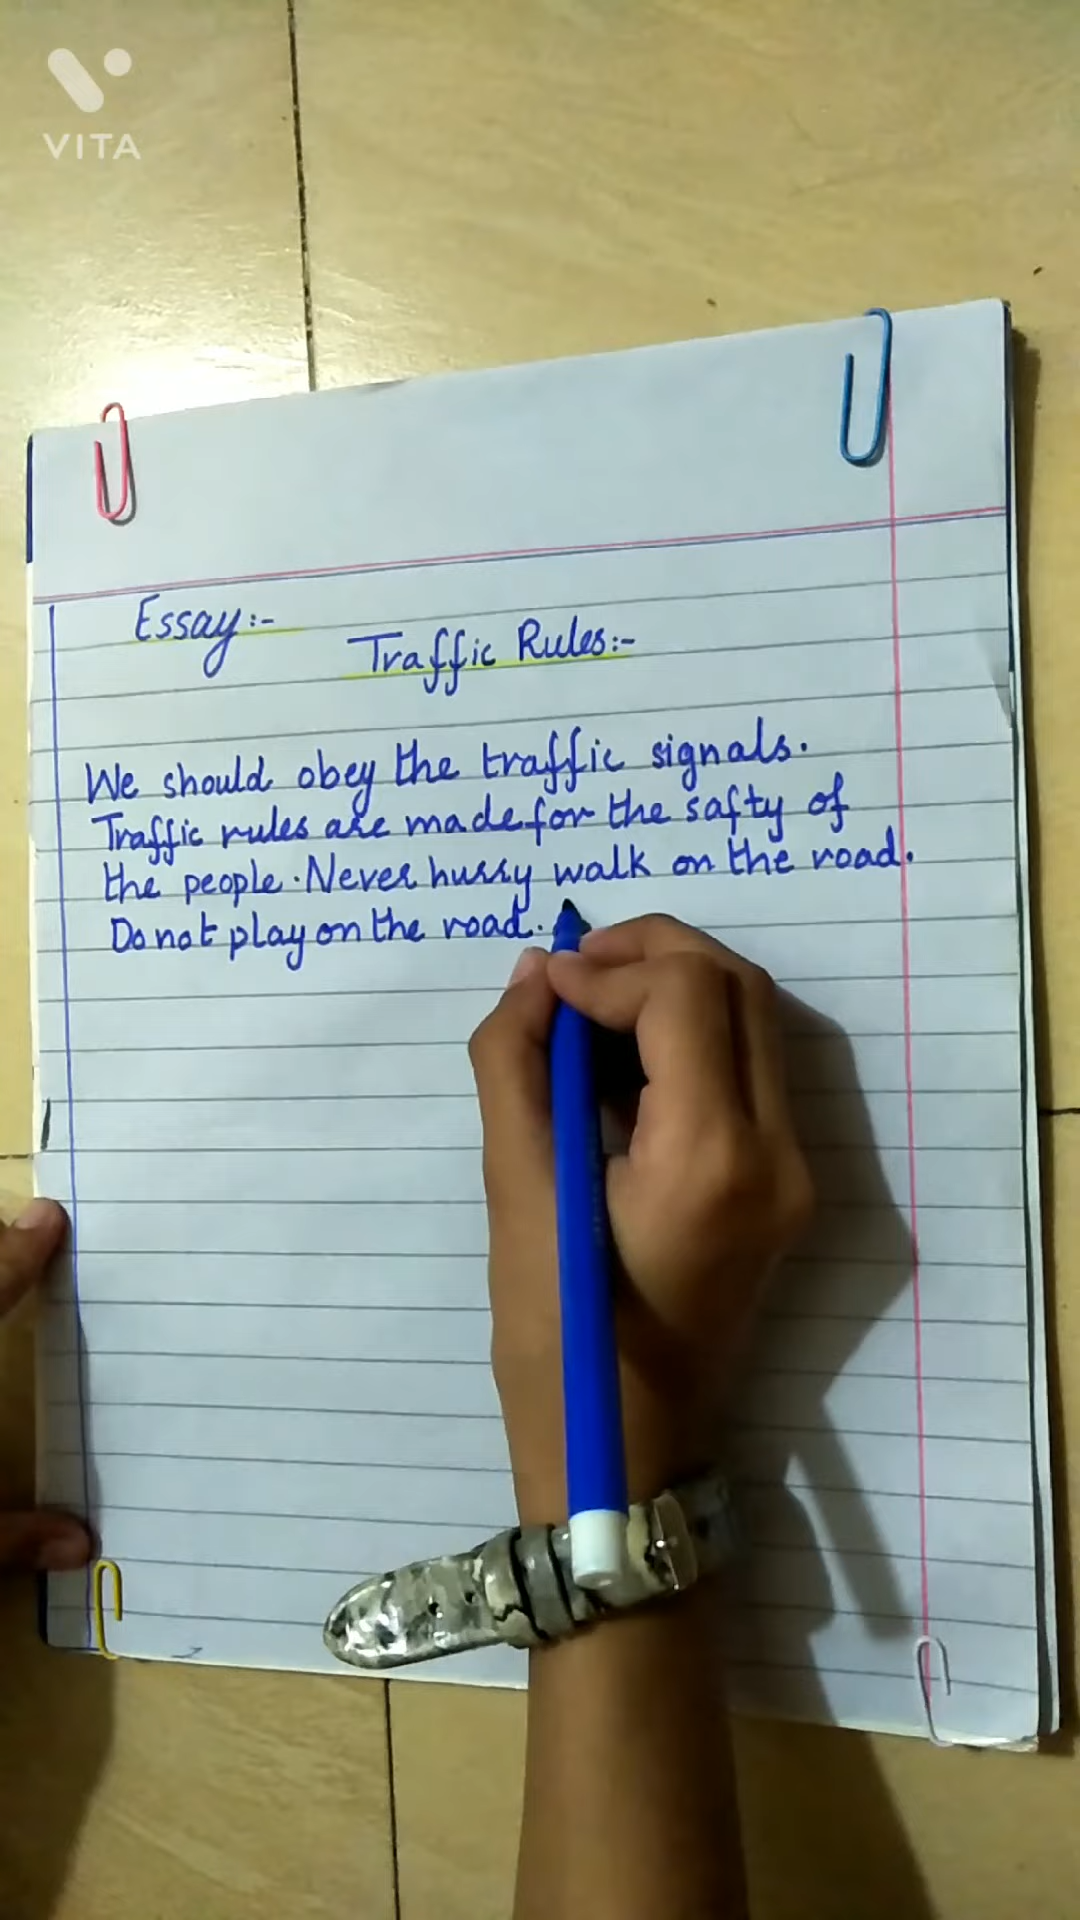 VITA
Essay:-
Traffic Rules:-
We should obey the traffic signals.
Traffic rules are made for the safty of
the people. Never hurry walk on the road.
Do not play on the road.